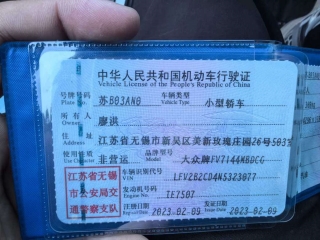 中华人民共和国机动车行驶证
Vehicle License of the People's Republic of China
号牌号码 苏B03AN0 车辆类型 小型轿车
Plate No. Vehicle Type
所有人 廖洪
Owner
住址 江苏省无锡市新吴区美新玫瑰庄园26号503室
Address
使用性质 非营运 品牌型号 大众牌FV7144NBDCG
Use Character Model
江苏省无锡
市公安局交
通警察支队
车辆识别代号 LFV2B2C04N5323077
VIN
发动机号码 TE7507
Engine No.
注册日期 2023-02-09 发证日期 2023-02-09
Register Date Issue Date